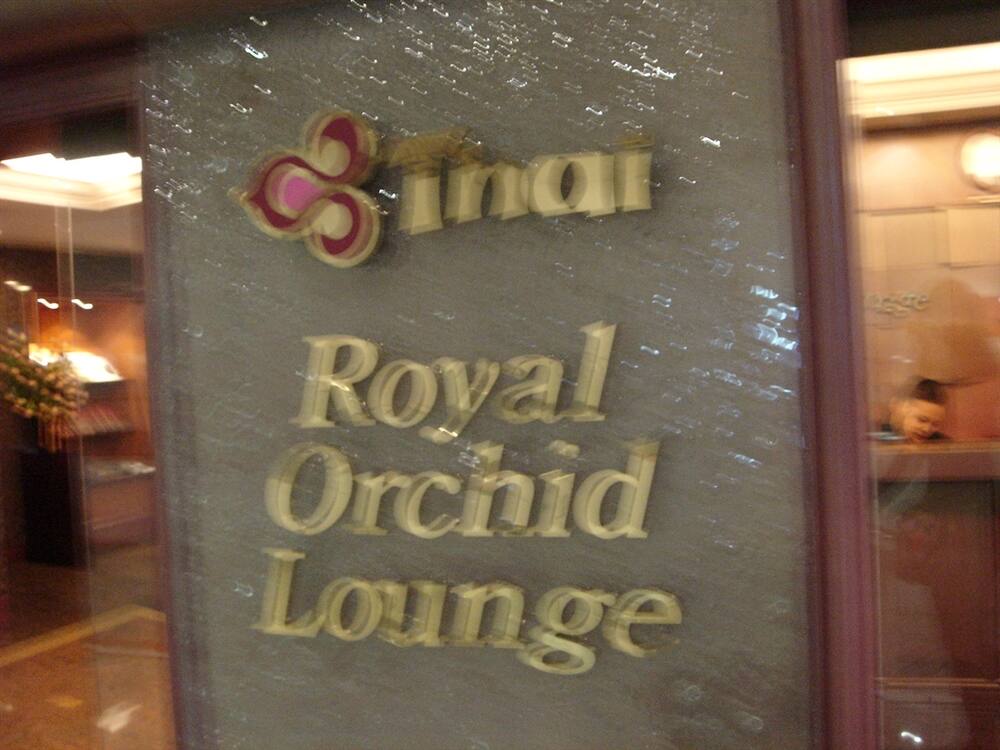 Thai
Royal
Orchid
Lounge